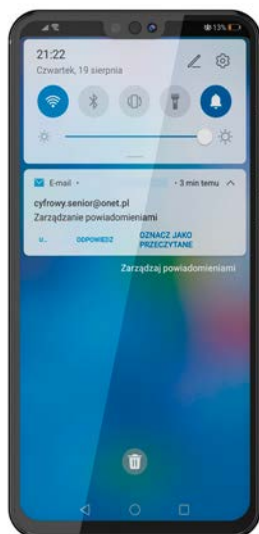 13%
21:22
Czwartek, 19 sierpnia
E-mail • • 3 min temu
cyfrowy.senior@onet.pl
Zarządzanie powiadomieniami
U.. ODPOWIEDZ OZNACZ JAKO
PRZECZYTANE
Zarządzaj powiadomieniami